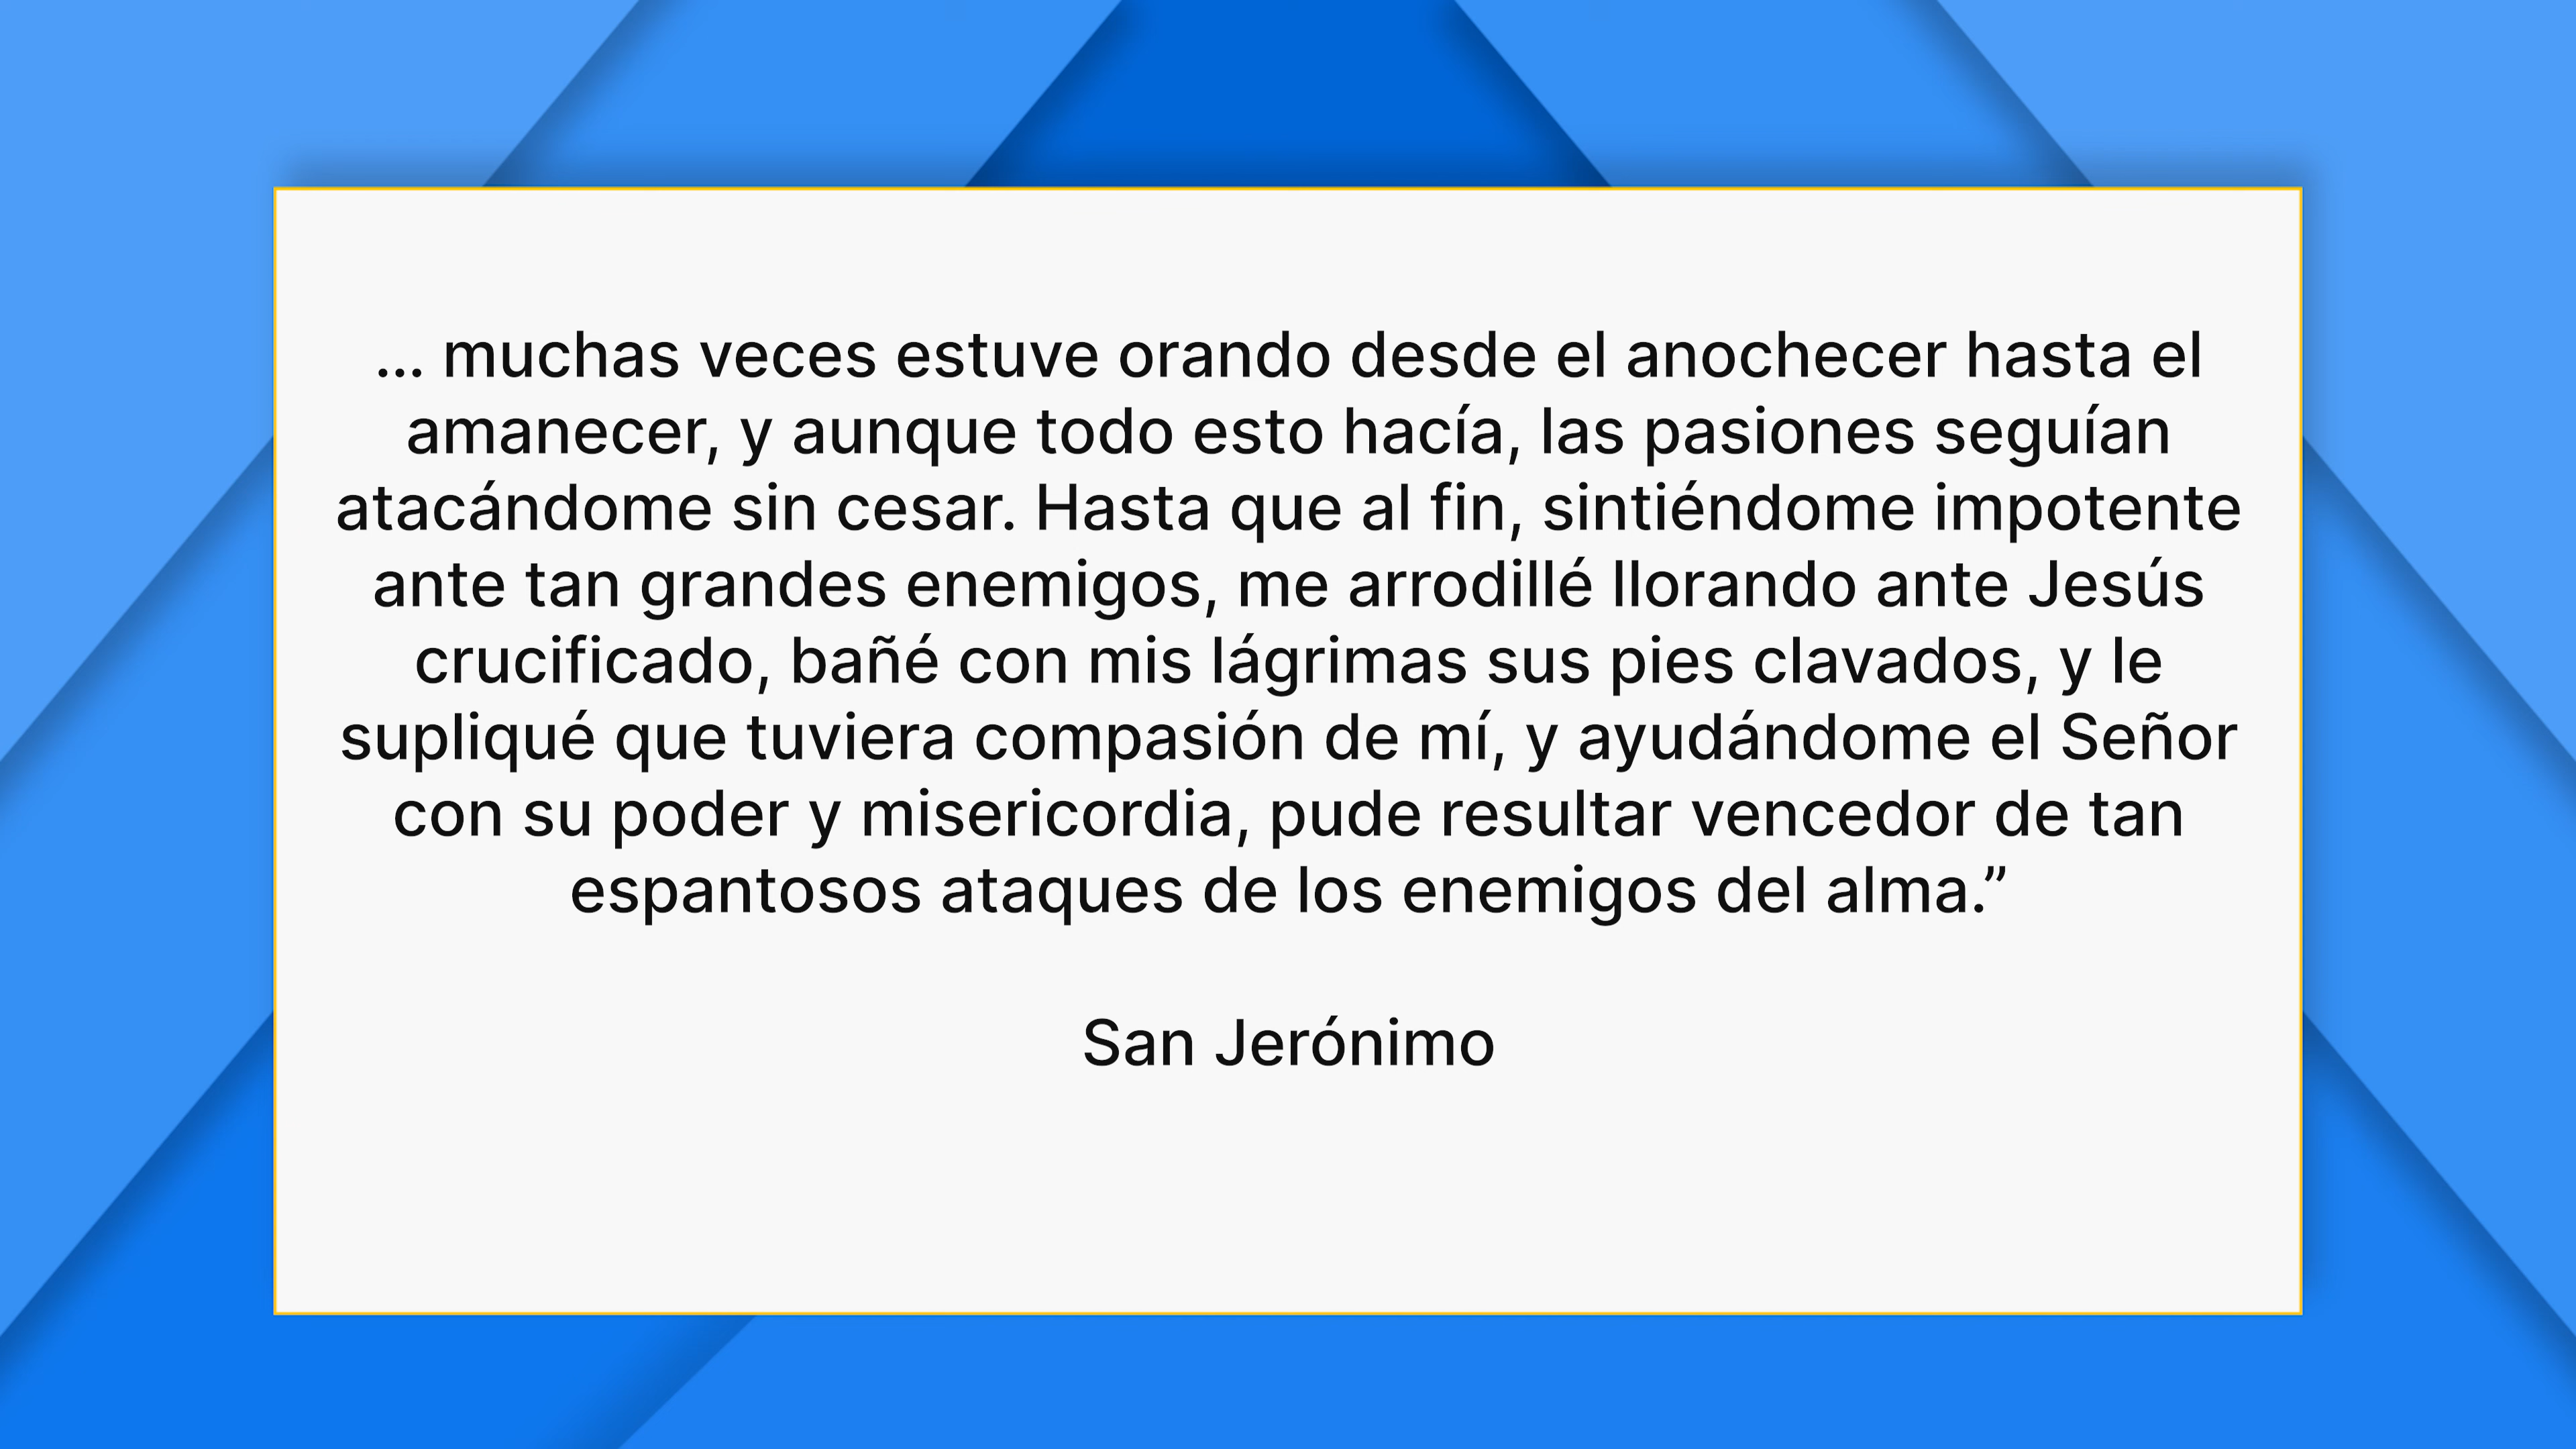 ... muchas veces estuve orando desde el anochecer hasta el
amanecer, y aunque todo esto hacía, las pasiones seguían
atacándome sin cesar. Hasta que al fin, sintiéndome impotente
ante tan grandes enemigos, me arrodillé llorando ante Jesús
crucificado, bañé con mis lágrimas sus pies clavados, y le
supliqué que tuviera compasión de mí, y ayudándome el Señor
con su poder y misericordia, pude resultar vencedor de tan
espantosos ataques de los enemigos del alma.”
San Jerónimo